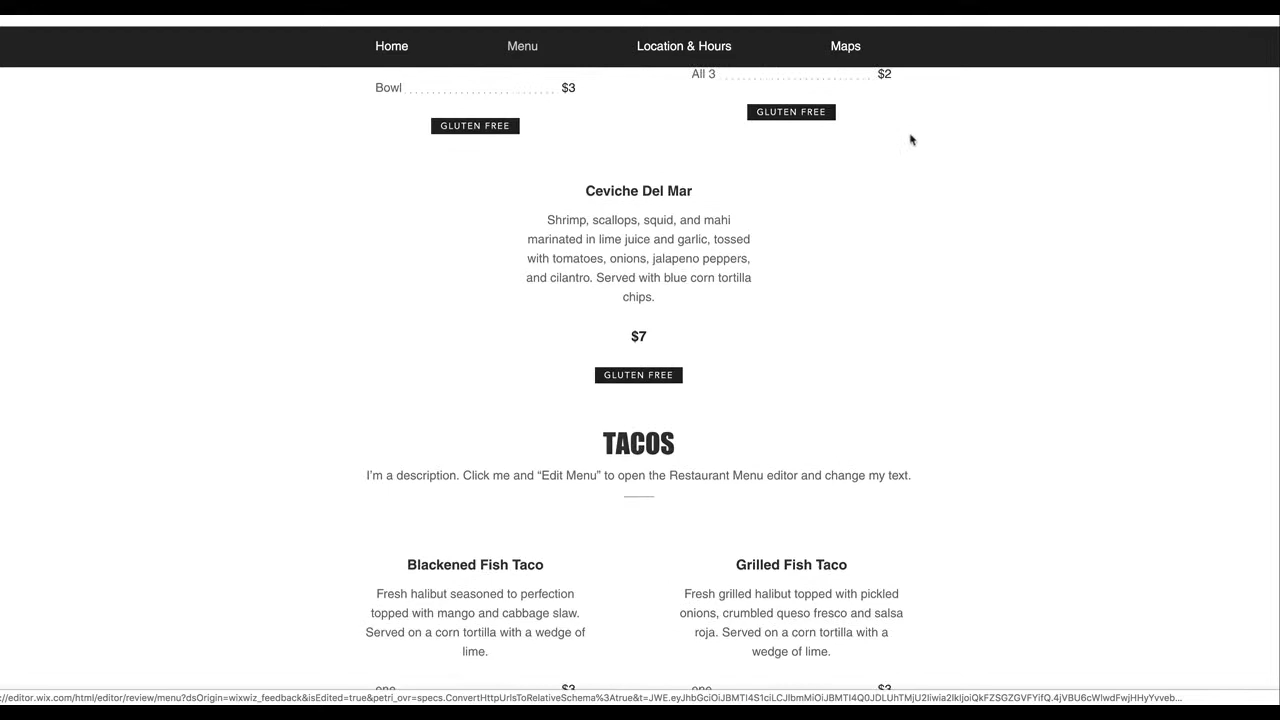 Home Menu Location & Hours Maps
All 3 $2
Bowl $3
GLUTEN FREE
GLUTEN FREE
Ceviche Del Mar
Shrimp, scallops, squid, and mahi
marinated in lime juice and garlic, tossed
with tomatoes, onions, jalapeno peppers,
and cilantro. Served with blue corn tortilla
chips.
$7
GLUTEN FREE
TACOS
I'm a description. Click me and “Edit Menu” to open the Restaurant Menu editor and change my text.
Blackened Fish Taco
Fresh halibut seasoned to perfection
topped with mango and cabbage slaw.
Served on a corn tortilla with a wedge of
lime.
one $3
Grilled Fish Taco
Fresh grilled halibut topped with pickled
onions, crumbled queso fresco and salsa
roja. Served on a corn tortilla with a
wedge of lime.
one $3